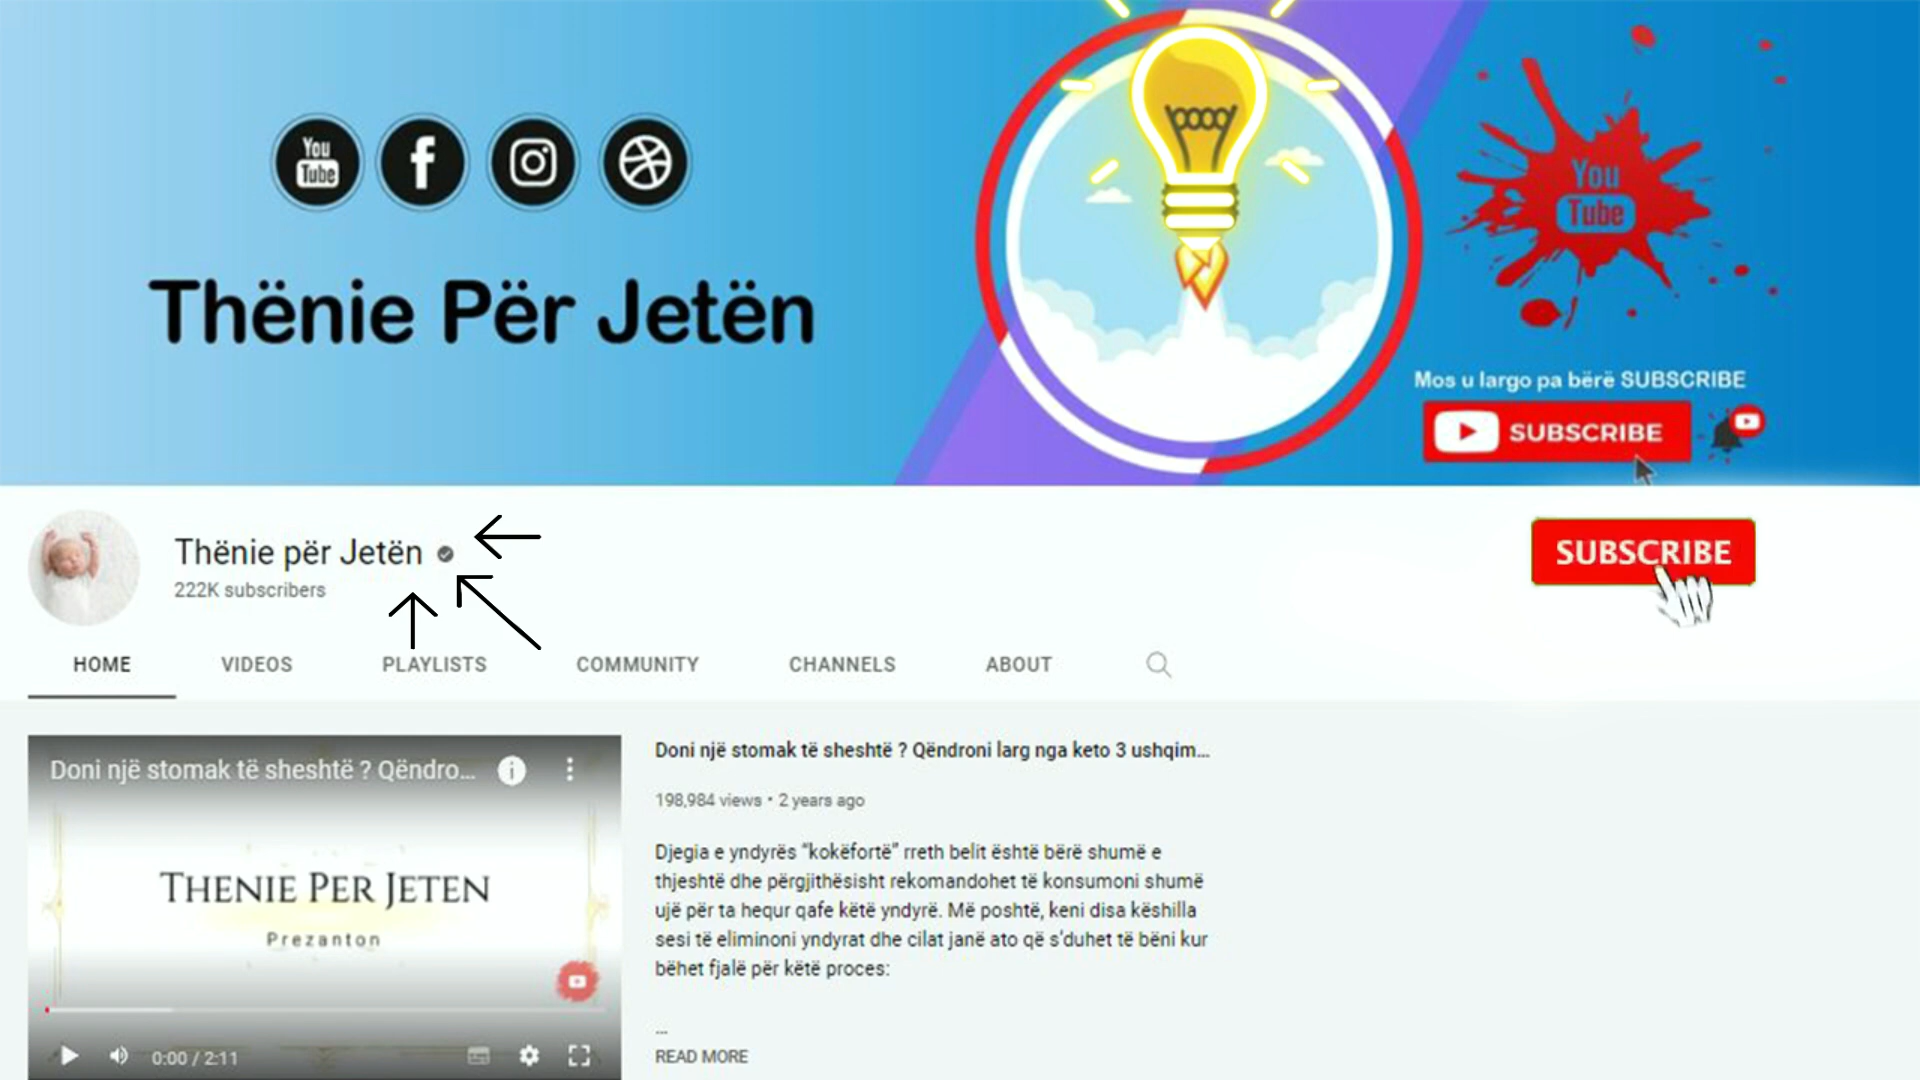 You
Tube
Thënie Për Jetën
You
Tube
Mos u largo pa bërë SUBSCRIBE
SUBSCRIBE
Thënie për Jetën
222K subscribers
SUBSCRIBE
HOME VIDEOS PLAYLISTS COMMUNITY CHANNELS ABOUT
Doni një stomak të sheshtë ? Qëndro...
THENIE PER JETEN
Prezanton
0:00 / 2:11
Doni një stomak të sheshtë ? Qëndroni larg nga keto 3 ushqim...
198,984 views • 2 years ago
Djegia e yndyrës “kokëfortë” rreth belit është bërë shumë e
thjeshtë dhe përgjithësisht rekomandohet të konsumoni shumë
ujë për ta hequr qafe këtë yndyrë. Më poshtë, keni disa këshilla
sesi të eliminoni yndyrat dhe cilat janë ato që s'duhet të bëni kur
bëhet fjalë për këtë proces:
...
READ MORE